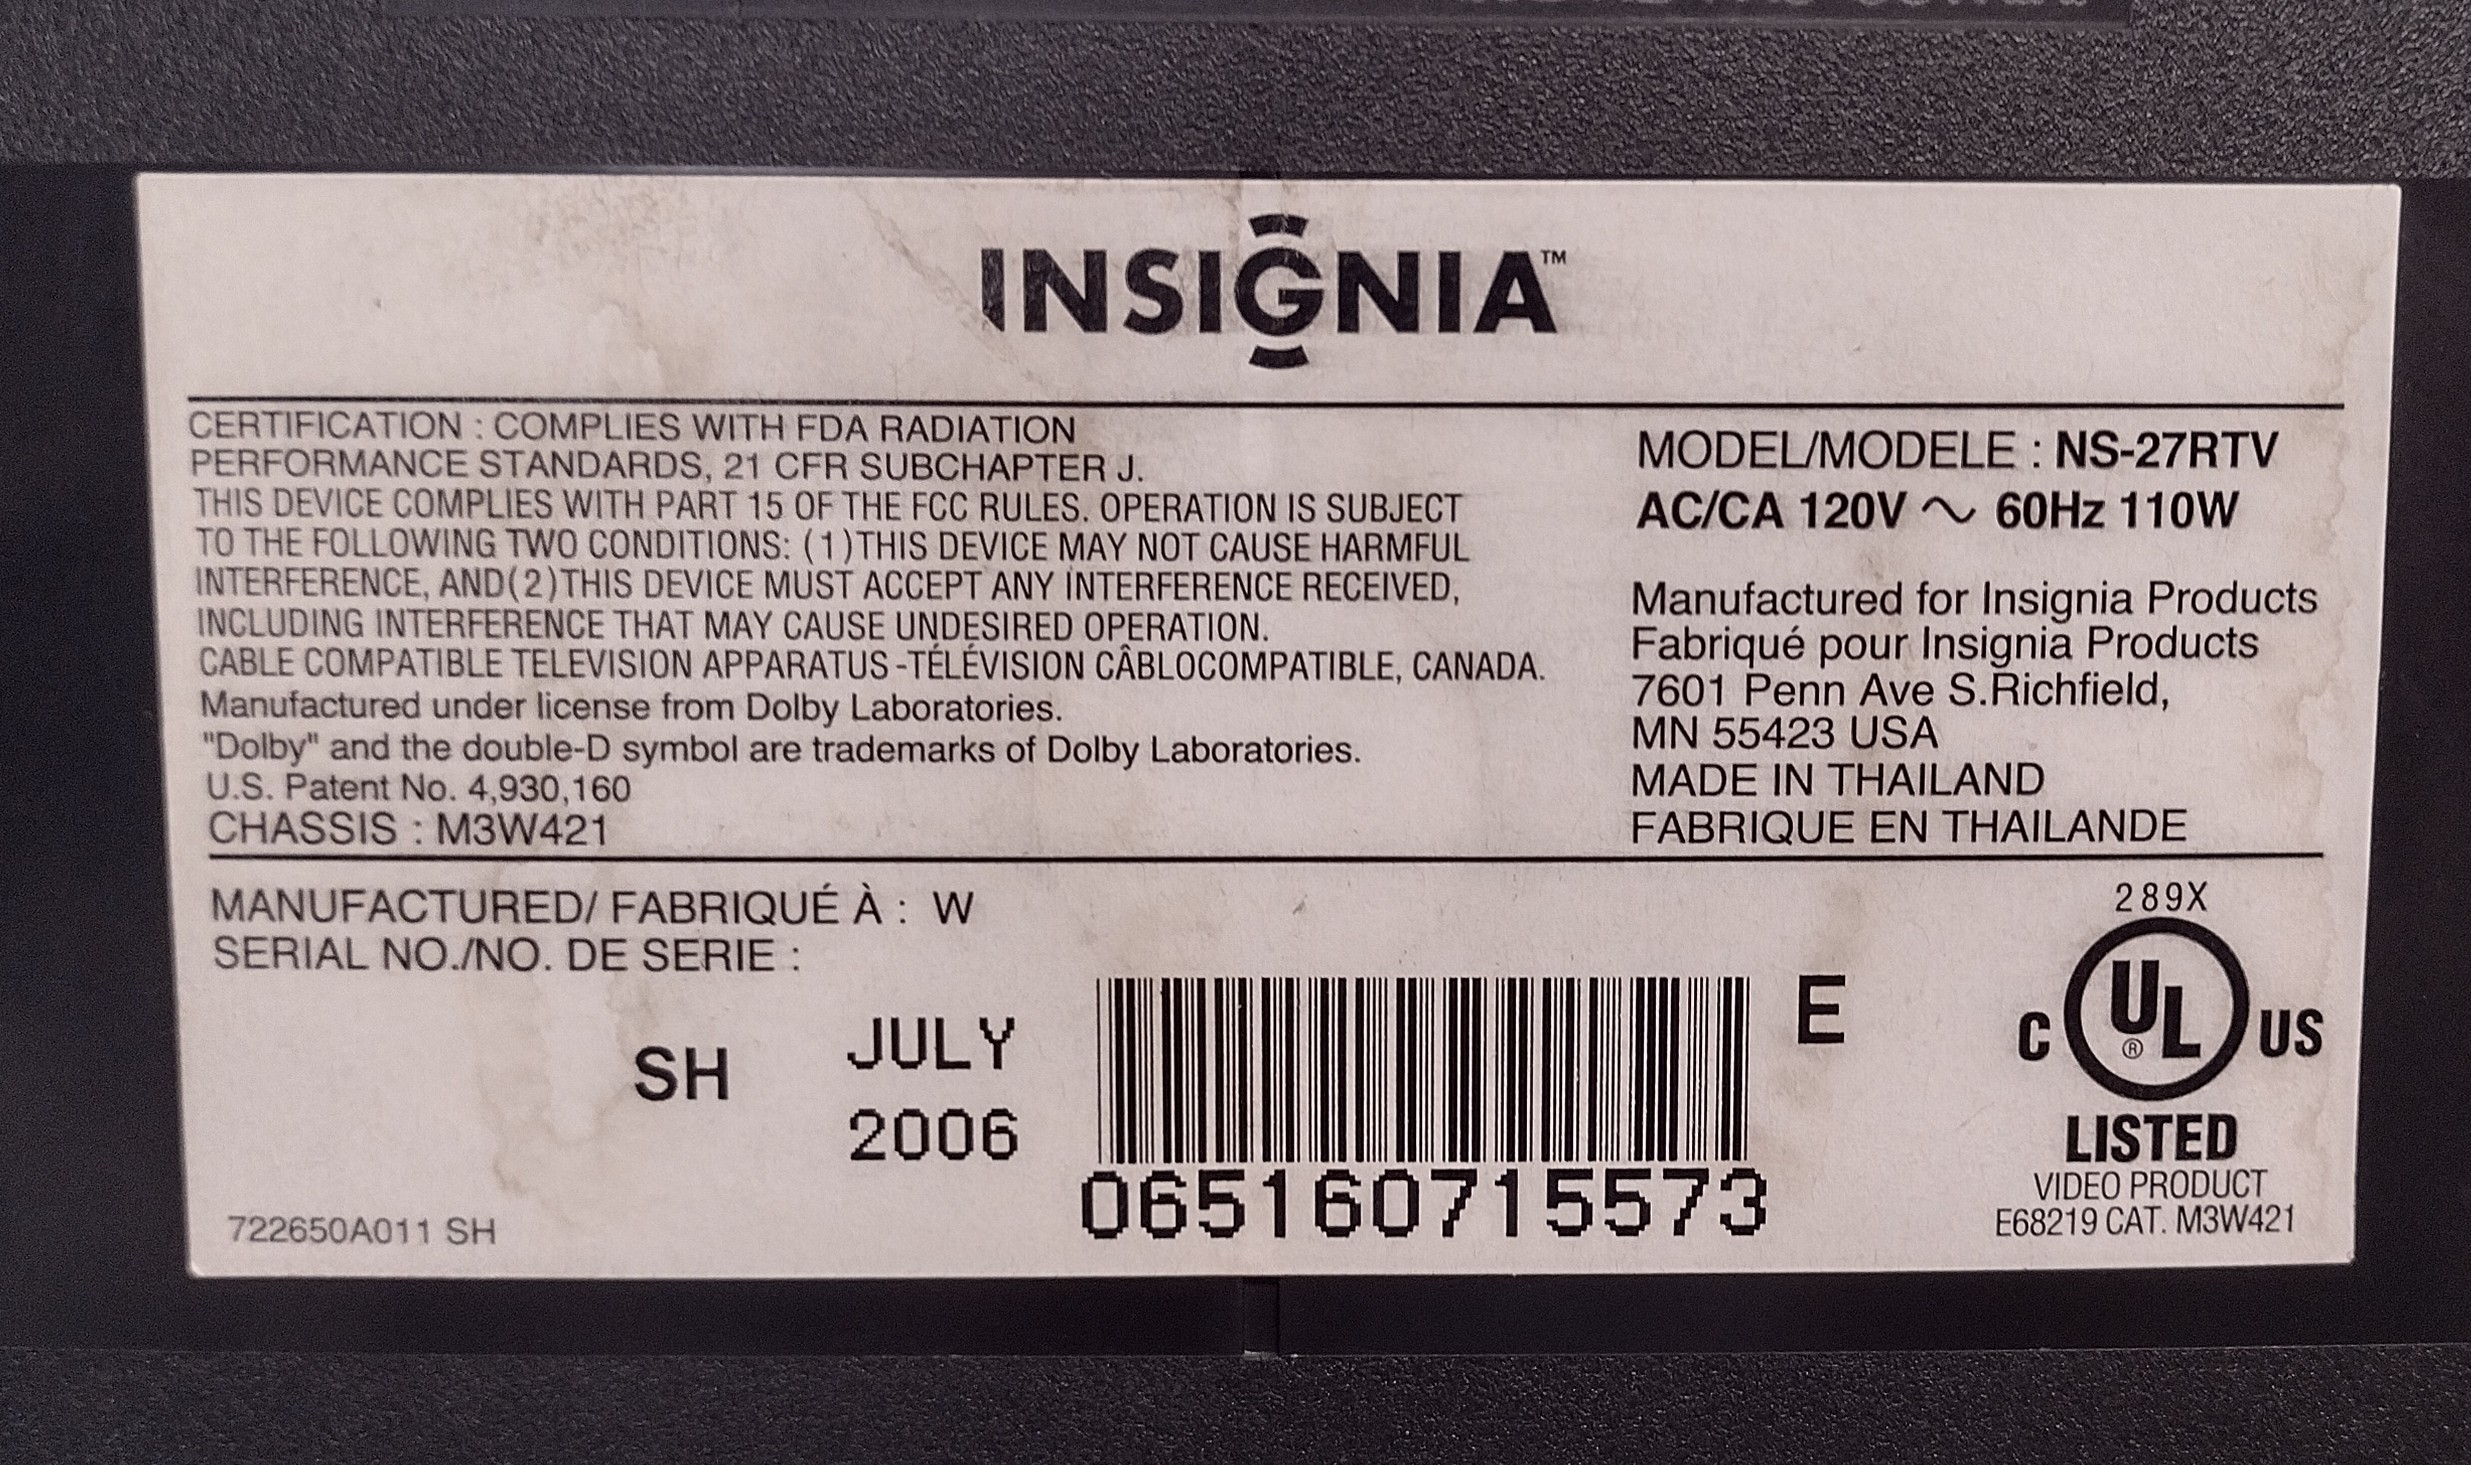 INSIGNIA™
CERTIFICATION : COMPLIES WITH FDA RADIATION
PERFORMANCE STANDARDS, 21 CFR SUBCHAPTER J.
THIS DEVICE COMPLIES WITH PART 15 OF THE FCC RULES. OPERATION IS SUBJECT
TO THE FOLLOWING TWO CONDITIONS: (1)THIS DEVICE MAY NOT CAUSE HARMFUL
INTERFERENCE, AND(2)THIS DEVICE MUST ACCEPT ANY INTERFERENCE RECEIVED,
INCLUDING INTERFERENCE THAT MAY CAUSE UNDESIRED OPERATION.
CABLE COMPATIBLE TELEVISION APPARATUS -TÉLÉVISION CÂBLOCOMPATIBLE, CANADA.
Manufactured under license from Dolby Laboratories.
"Dolby" and the double-D symbol are trademarks of Dolby Laboratories.
U.S. Patent No. 4,930,160
CHASSIS : M3W421
MODEL/MODELE : NS-27RTV
AC/CA 120V ~ 60Hz 110W
Manufactured for Insignia Products
Fabriqué pour Insignia Products
7601 Penn Ave S.Richfield,
MN 55423 USA
MADE IN THAILAND
FABRIQUE EN THAILANDE
MANUFACTURED/ FABRIQUÉ À : W
SERIAL NO./NO. DE SERIE :
SH
JULY
2006
E
065160715573
722650A011 SH
289X
C UL® US
LISTED
VIDEO PRODUCT
E68219 CAT. M3W421